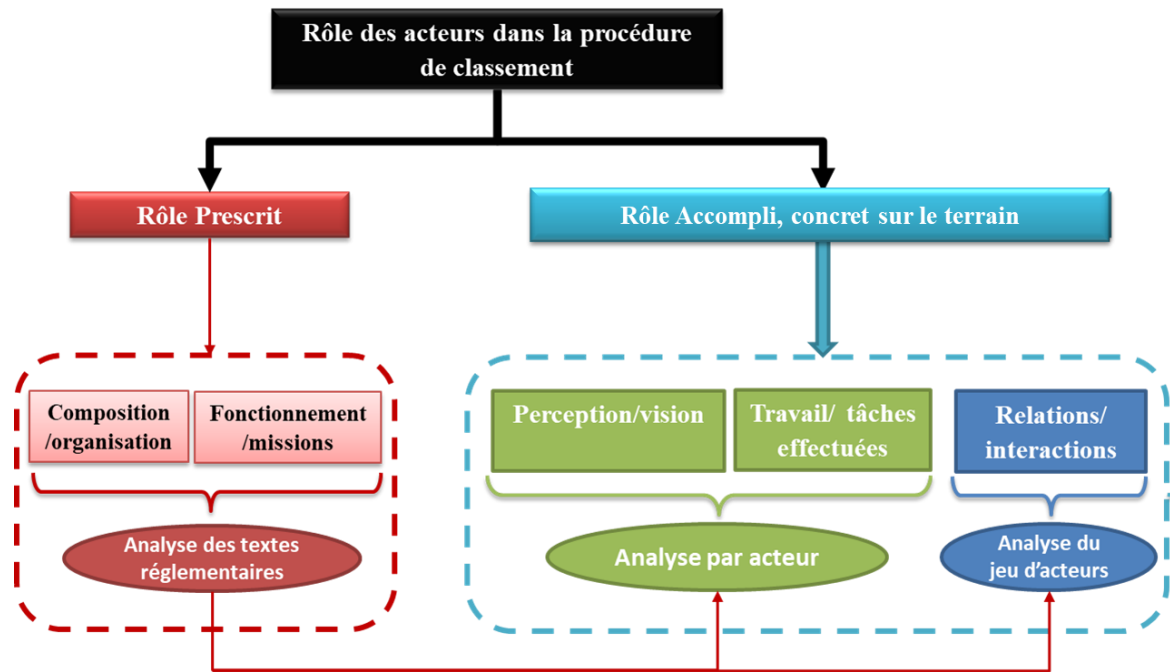 Rôle des acteurs dans la procédure
de classement
Rôle Prescrit
Rôle Accompli, concret sur le terrain
Composition
/organisation
Fonctionnement
/missions
Perception/vision
Travail/ tâches
effectuées
Relations/
interactions
Analyse des textes
réglementaires
Analyse par acteur
Analyse du
jeu d’acteurs